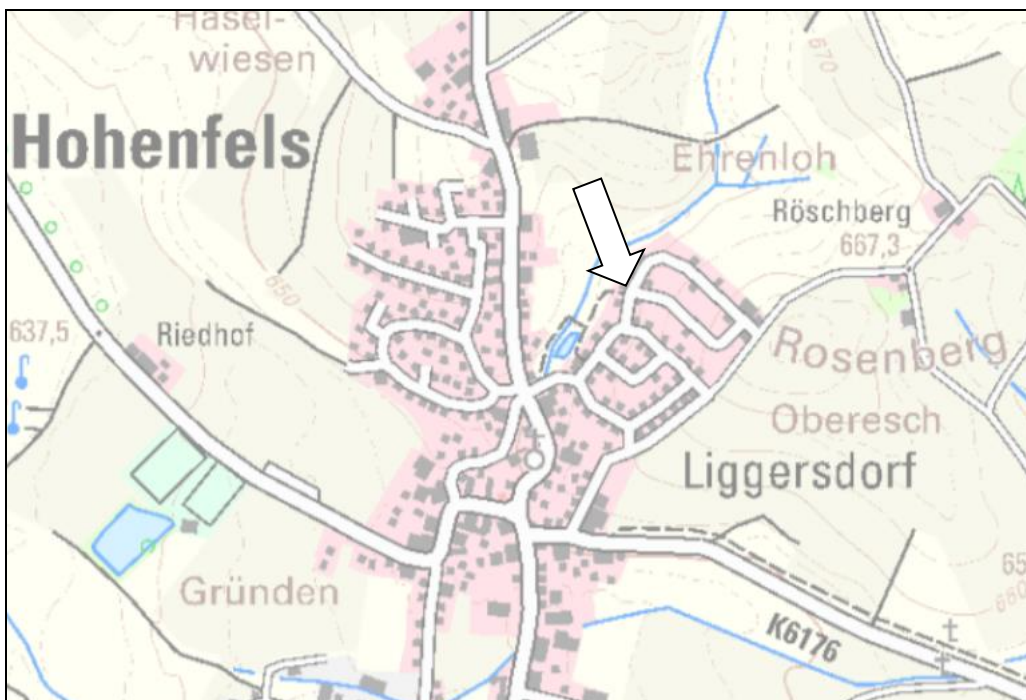 Hasel-
wiesen
670
Hohenfels
Ehrenloh
Röschberg
667,3
650
637,5
Riedhof
Rosenberg
Oberesch
Liggersdorf
Gründen
K6176